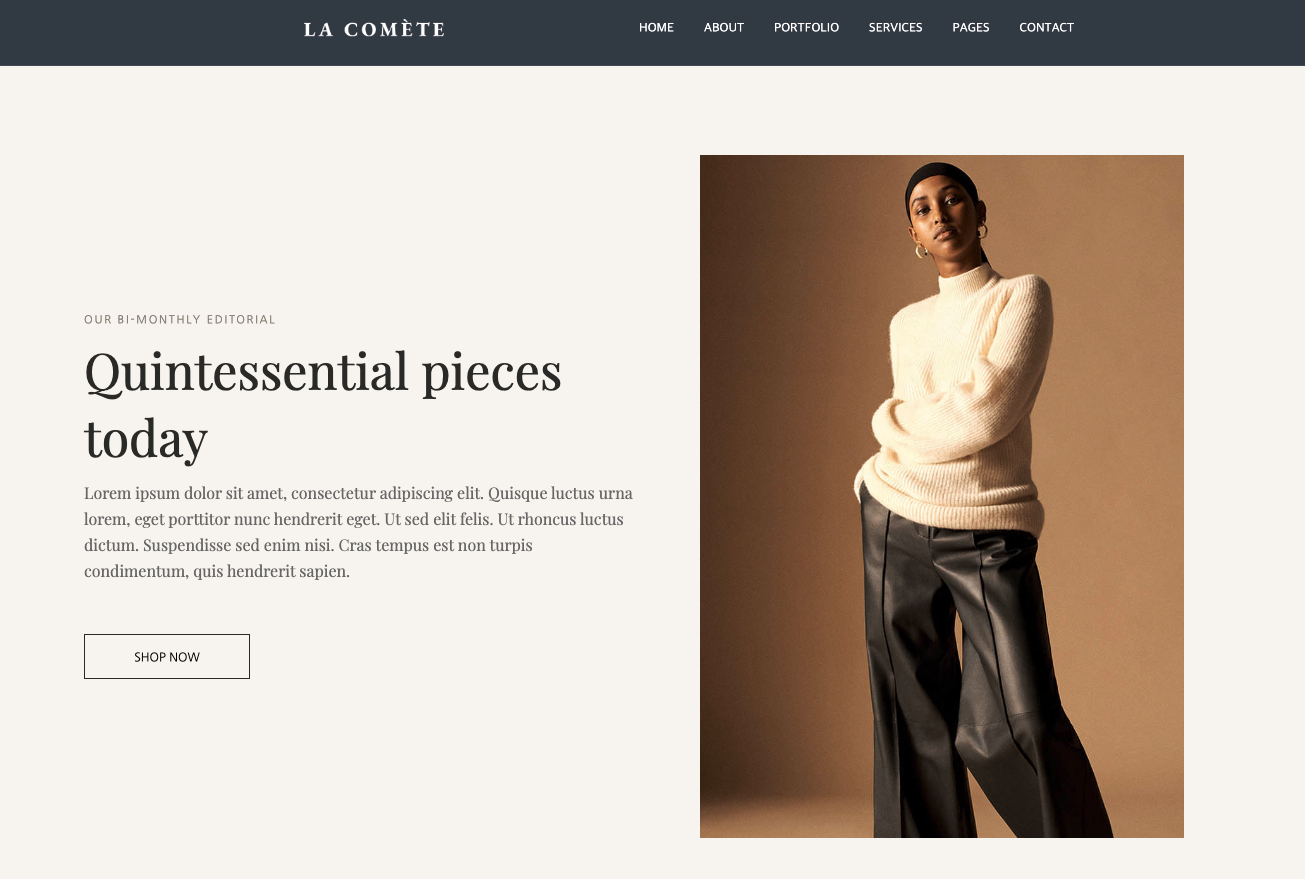 LA COMÈTE
HOME ABOUT PORTFOLIO SERVICES PAGES CONTACT
OUR BI-MONTHLY EDITORIAL
Quintessential pieces
today
Lorem ipsum dolor sit amet, consectetur adipiscing elit. Quisque luctus urna
lorem, eget porttitor nunc hendrerit eget. Ut sed elit felis. Ut rhoncus luctus
dictum. Suspendisse sed enim nisi. Cras tempus est non turpis
condimentum, quis hendrerit sapien.
SHOP NOW